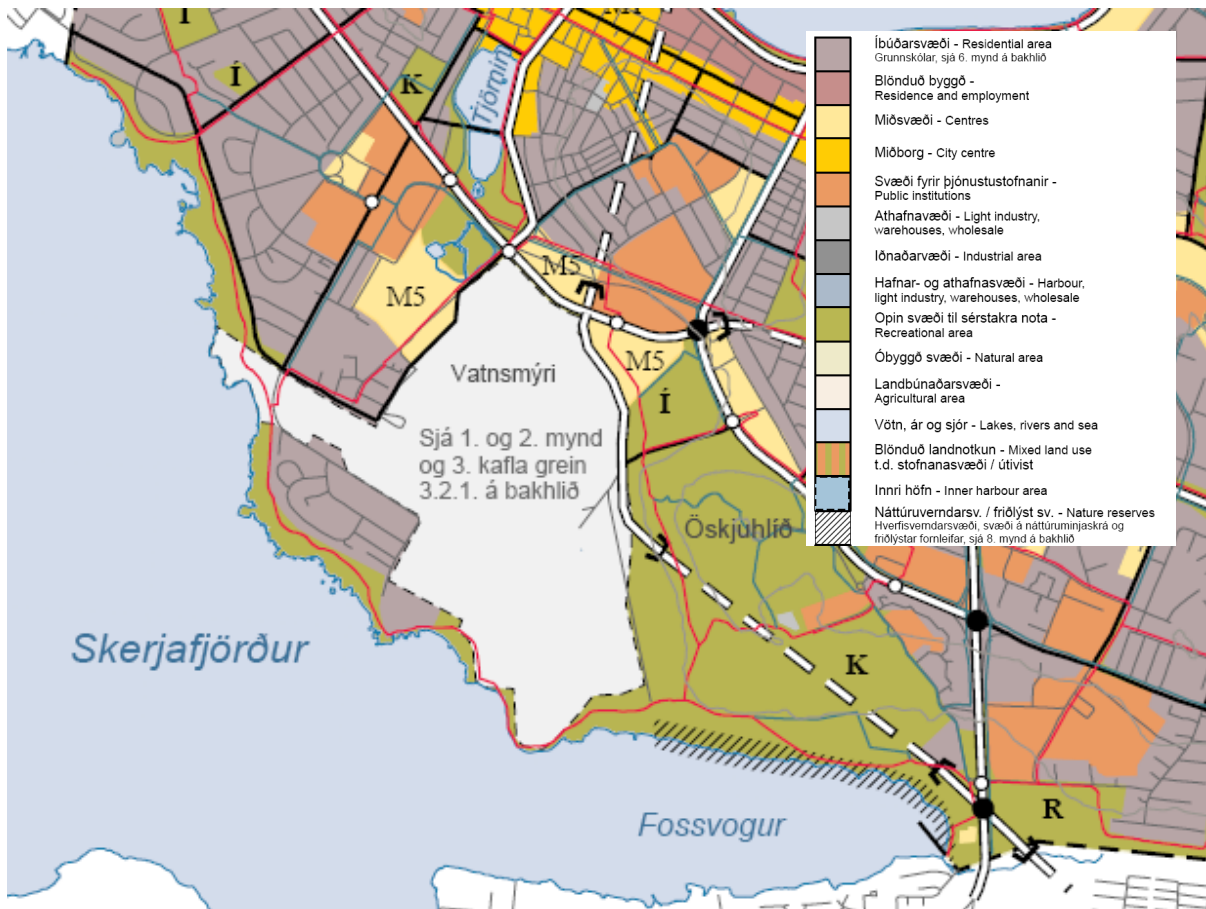 Í
M4
Í
K
Tjörnin
M5
M5
M5
Í
Vatnsmýri
Sjá 1. og 2. mynd
og 3. kafla grein
3.2.1. á bakhlið
Öskjuhlíð
K
Skerjafjörður
Fossvogur
R
Íbúðarsvæði - Residential area
Grunnskólar, sjá 6. mynd á bakhlið
Blönduð byggð -
Residence and employment
Miðsvæði - Centres
Miðborg - City centre
Svæði fyrir þjónustustofnanir -
Public institutions
Athafnavæði - Light industry,
warehouses, wholesale
Iðnaðarvæði - Industrial area
Hafnar- og athafnasvæði - Harbour,
light industry, warehouses, wholesale
Opin svæði til sérstakra nota -
Recreational area
Óbyggð svæði - Natural area
Landbúnaðarsvæði -
Agricultural area
Vötn, ár og sjór - Lakes, rivers and sea
Blönduð landnotkun - Mixed land use
t.d. stofnanasvæði / útivist
Innri höfn - Inner harbour area
Náttúruverndarsv. / friðlýst sv. - Nature reserves
Hverfisverndarsvæði, svæði á náttúruminjaskrá og
friðlýstar fornleifar, sjá 8. mynd á bakhlið